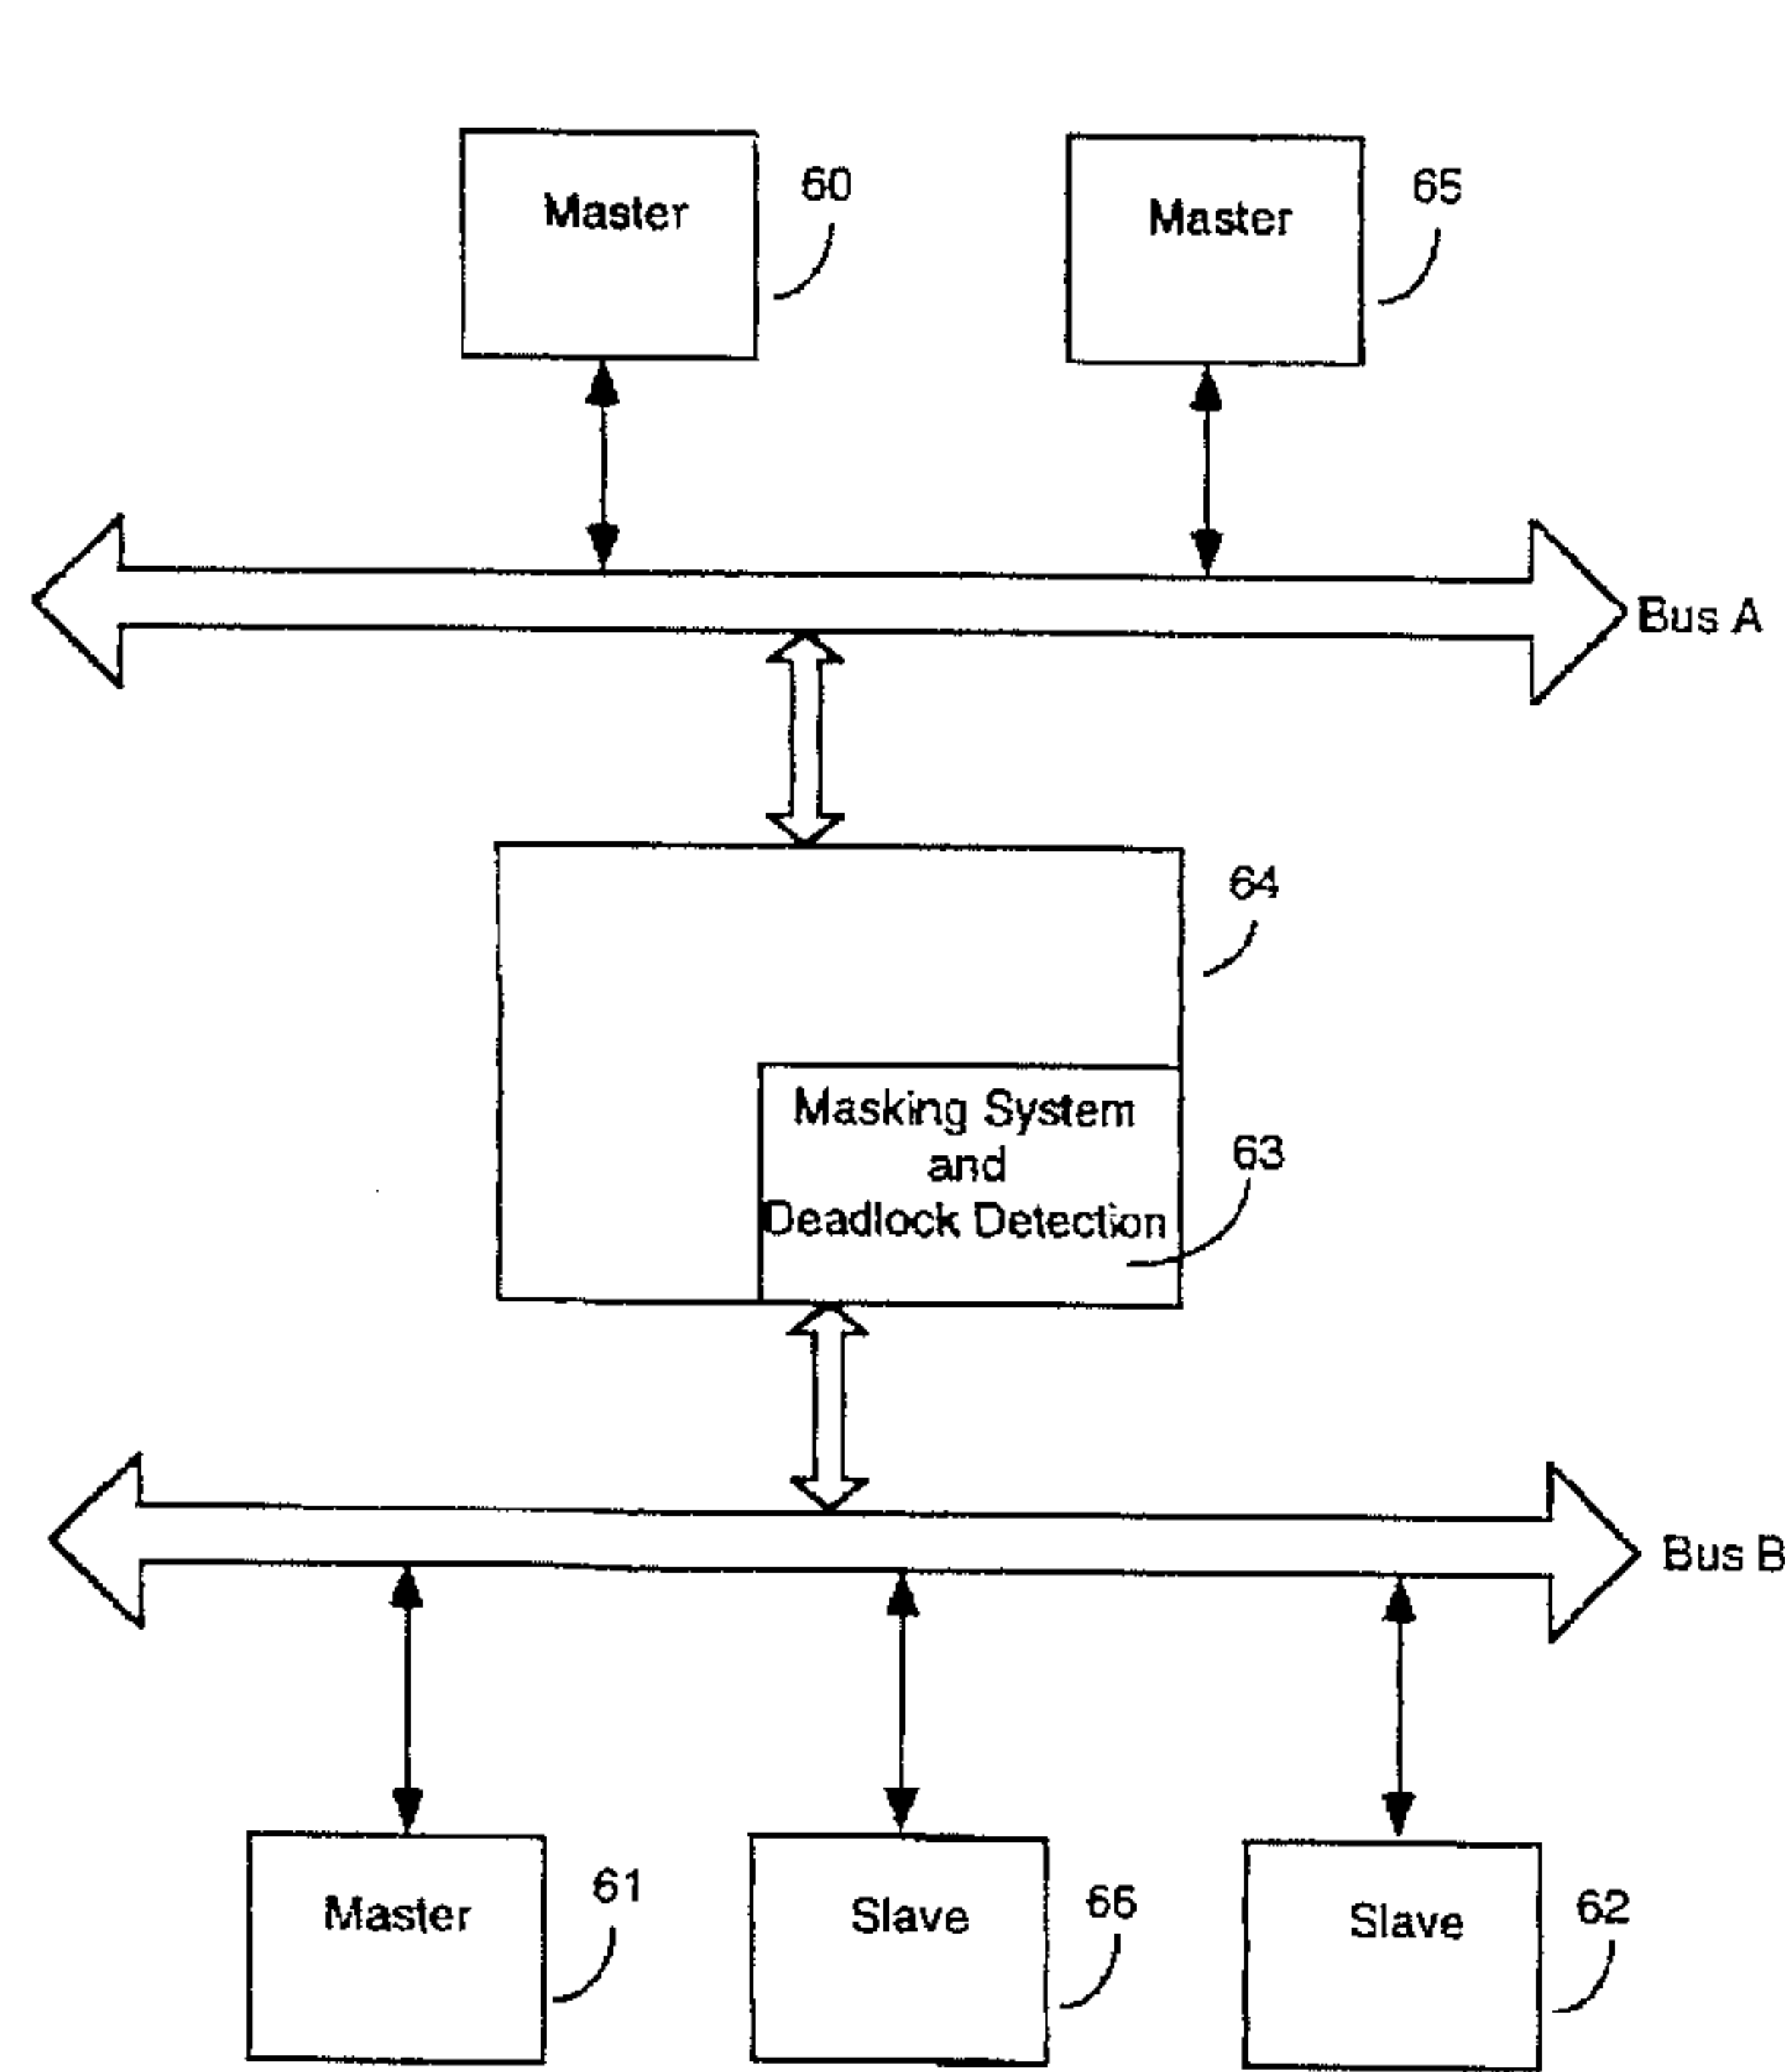 Master
60
Master
65
Bus A
64
Masking System
and
Deadlock Detection
63
Bus B
Master
61
Slave
66
Slave
62